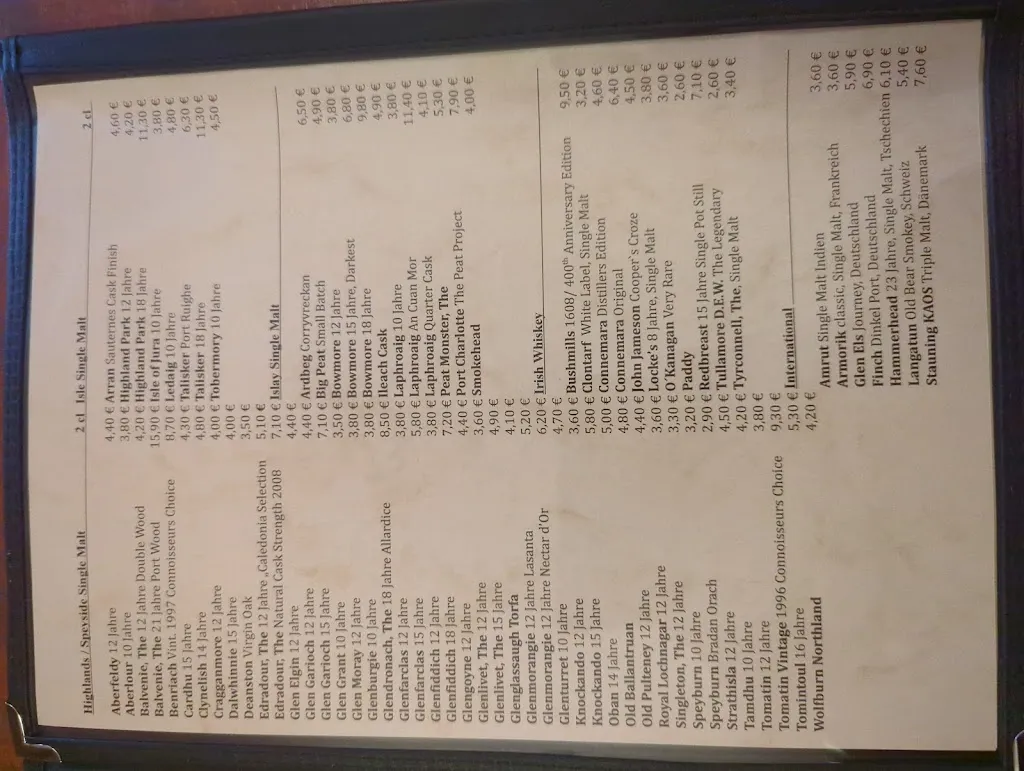 Highlands / Speyside Single Malt 2 cl
Aberfeldy 12 Jahre 4,40 €
Aberlour 10 Jahre 3,80 €
Balvenie, The 12 Jahre Double Wood 4,20 €
Balvenie, The 21 Jahre Port Wood 15,90 €
Benriach Vint. 1997 Connoisseurs Choice 8,70 €
Cardhu 15 Jahre 4,30 €
Clynelish 14 Jahre 4,80 €
Cragganmore 12 Jahre 4,00 €
Dalwhinnie 15 Jahre 4,00 €
Deanston Virgin Oak 3,50 €
Edradour, The 12 Jahre „Caledonia Selection 5,10 €
Edradour, The Natural Cask Strength 2008 7,10 €
Glen Elgin 12 Jahre 4,40 €
Glen Garioch 12 Jahre 4,40 €
Glen Garioch 15 Jahre 7,10 €
Glen Grant 10 Jahre 3,50 €
Glen Moray 12 Jahre 3,80 €
Glenburgie 10 Jahre 3,80 €
Glendronach, The 18 Jahre Allardice 8,50 €
Glenfarclas 12 Jahre 3,80 €
Glenfarclas 15 Jahre 5,80 €
Glenfiddich 12 Jahre 3,80 €
Glenfiddich 18 Jahre 7,20 €
Glengoyne 12 Jahre 4,40 €
Glenlivet, The 12 Jahre 3,60 €
Glenlivet, The 15 Jahre 4,90 €
Glenglassaugh Torfa 4,10 €
Glenmorangie 12 Jahre Lasanta 5,20 €
Glenmorangie 12 Jahre Nectar d'Or 6,20 €
Glenturret 10 Jahre 4,70 €
Knockando 12 Jahre 3,60 €
Knockando 15 Jahre 5,80 €
Oban 14 Jahre 5,00 €
Old Ballantruan 4,80 €
Old Pulteney 12 Jahre 4,40 €
Royal Lochnagar 12 Jahre 3,60 €
Singleton, The 12 Jahre 3,30 €
Speyburn 10 Jahre 3,20 €
Speyburn Bradan Orach 2,90 €
Strathisla 12 Jahre 4,50 €
Tamdhu 10 Jahre 4,20 €
Tomatin 12 Jahre 3,80 €
Tomatin Vintage 1996 Connoisseurs Choice 9,30 €
Tomintoul 16 Jahre 5,30 €
Wolfburn Northland 4,20 €
Isle Single Malt 2 cl
Arran Sauternes Cask Finish 4,60 €
Highland Park 12 Jahre 4,20 €
Highland Park 18 Jahre 11,30 €
Isle of Jura 10 Jahre 3,80 €
Ledaig 10 Jahre 4,80 €
Talisker Port Ruighe 6,30 €
Talisker 18 Jahre 11,30 €
Tobermory 10 Jahre 4,50 €
Islay Single Malt
Ardbeg Corryvreckan 6,50 €
Big Peat Small Batch 4,90 €
Bowmore 12 Jahre 3,80 €
Bowmore 15 Jahre, Darkest 6,80 €
Bowmore 18 Jahre 9,80 €
Ileach Cask 4,90 €
Laphroaig 10 Jahre 3,80 €
Laphroaig An Cuan Mor 11,40 €
Laphroaig Quarter Cask 4,10 €
Peat Monster, The 5,30 €
Port Charlotte The Peat Project 7,90 €
Smokehead 4,00 €
Irish Whiskey
Bushmills 1608/ 400th Anniversary Edition 9,50 €
Clontarf White Label, Single Malt 3,20 €
Connemara Distillers Edition 4,60 €
Connemara Original 6,40 €
John Jameson Cooper`s Croze 4,50 €
Locke's 8 Jahre, Single Malt 3,80 €
O'Kanagan Very Rare 3,60 €
Paddy 2,60 €
Redbreast 15 Jahre Single Pot Still 7,10 €
Tullamore D.E.W. The Legendary 2,60 €
Tyrconnell, The, Single Malt 3,40 €
International
Amrut Single Malt Indien 3,60 €
Armorik classic, Single Malt, Frankreich 3,60 €
Glen Els Journey, Deutschland 5,90 €
Finch Dinkel Port, Deutschland 6,90 €
Hammerhead 23 Jahre, Single Malt, Tschechien 6,10 €
Langatun Old Bear Smokey, Schweiz 5,40 €
Stauning KAOS Triple Malt, Dänemark 7,60 €